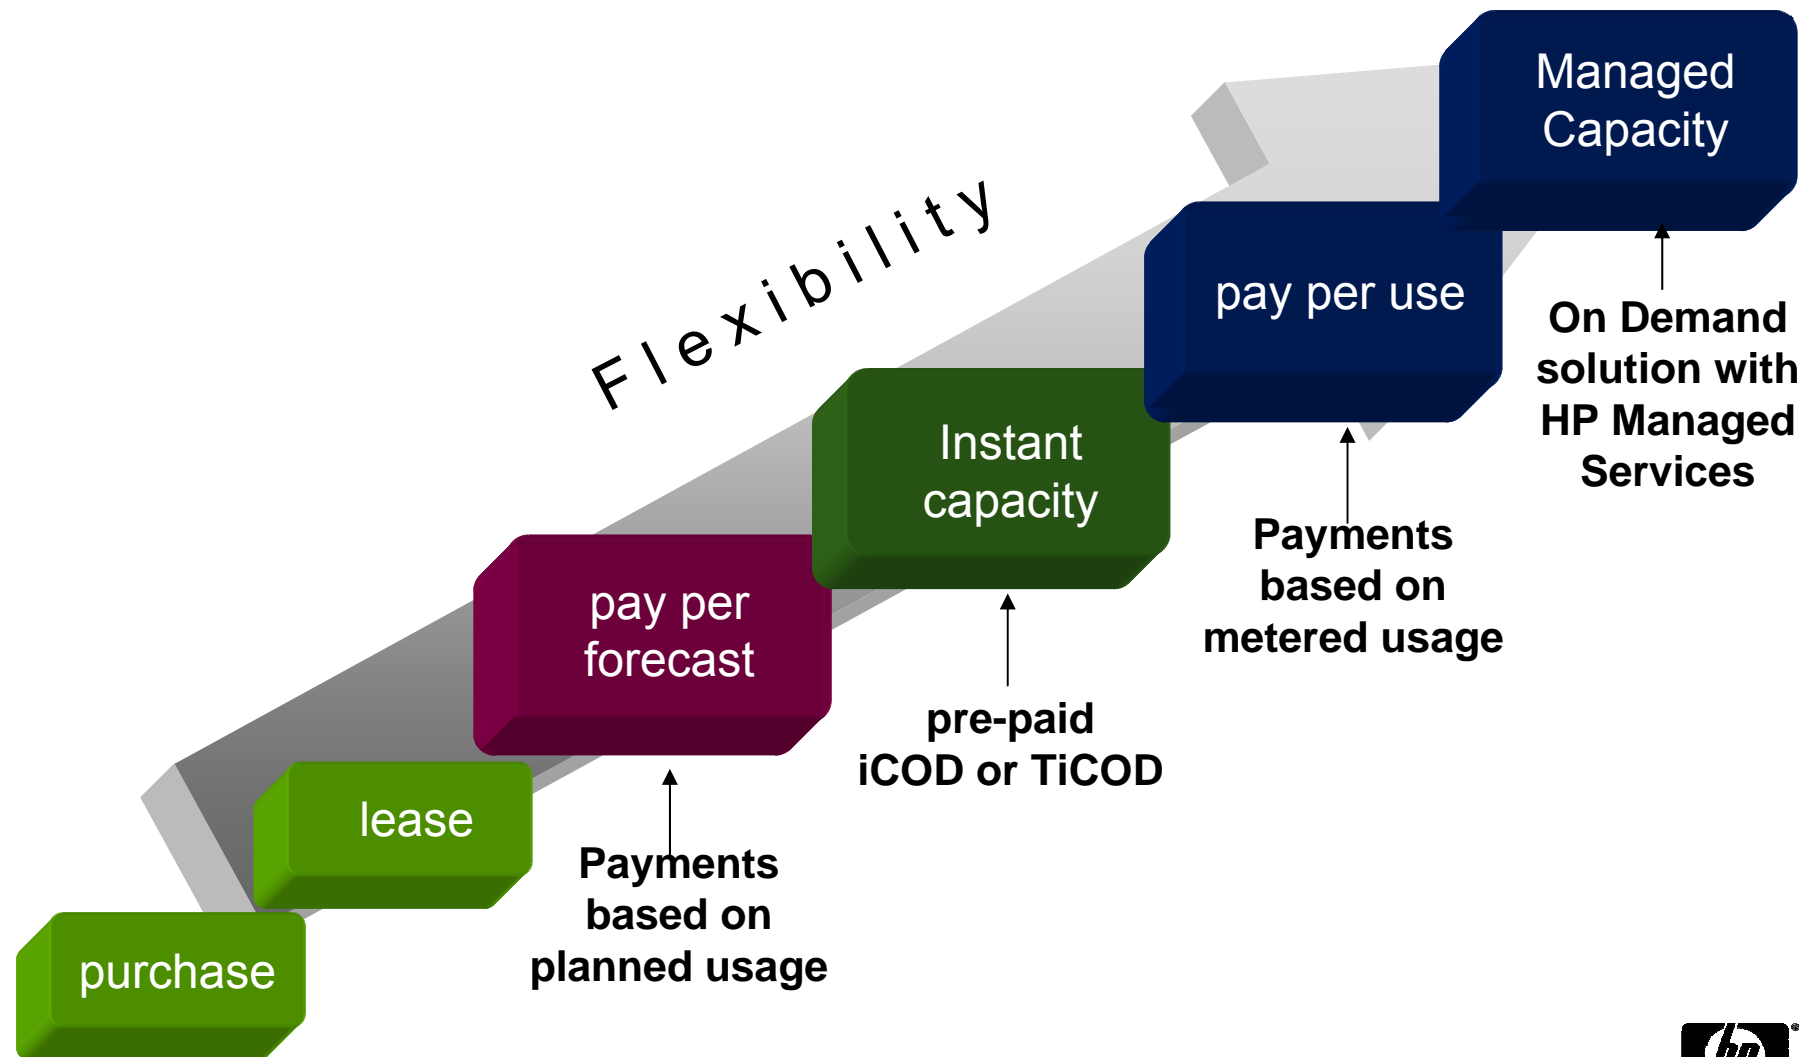 Managed
Capacity
Flexibility
pay per use
On Demand
solution with
HP Managed
Services
Instant
capacity
Payments
based on
metered usage
pay per
forecast
pre-paid
iCOD or TiCOD
lease
Payments
based on
planned usage
purchase
hp